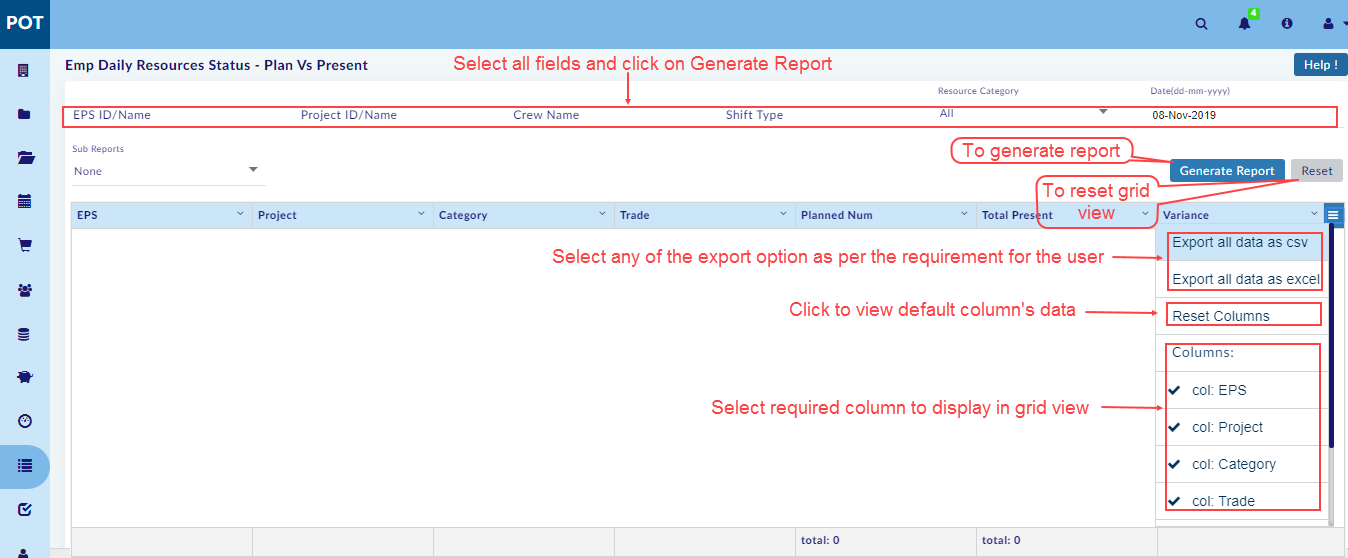 POT
4
Emp Daily Resources Status - Plan Vs Present
Select all fields and click on Generate Report
Help !
Resource Category
Date(dd-mm-yyyy)
EPS ID/Name
Project ID/Name
Crew Name
Shift Type
All
08-Nov-2019
Sub Reports
None
To generate report
Generate Report
Reset
To reset grid
view
EPS
Project
Category
Trade
Planned Num
Total Present
Variance
Export all data as csv
Select any of the export option as per the requirement for the user
Export all data as excel
Click to view default column's data
Reset Columns
Columns:
col: EPS
Select required column to display in grid view
col: Project
col: Category
col: Trade
total: 0
total: 0